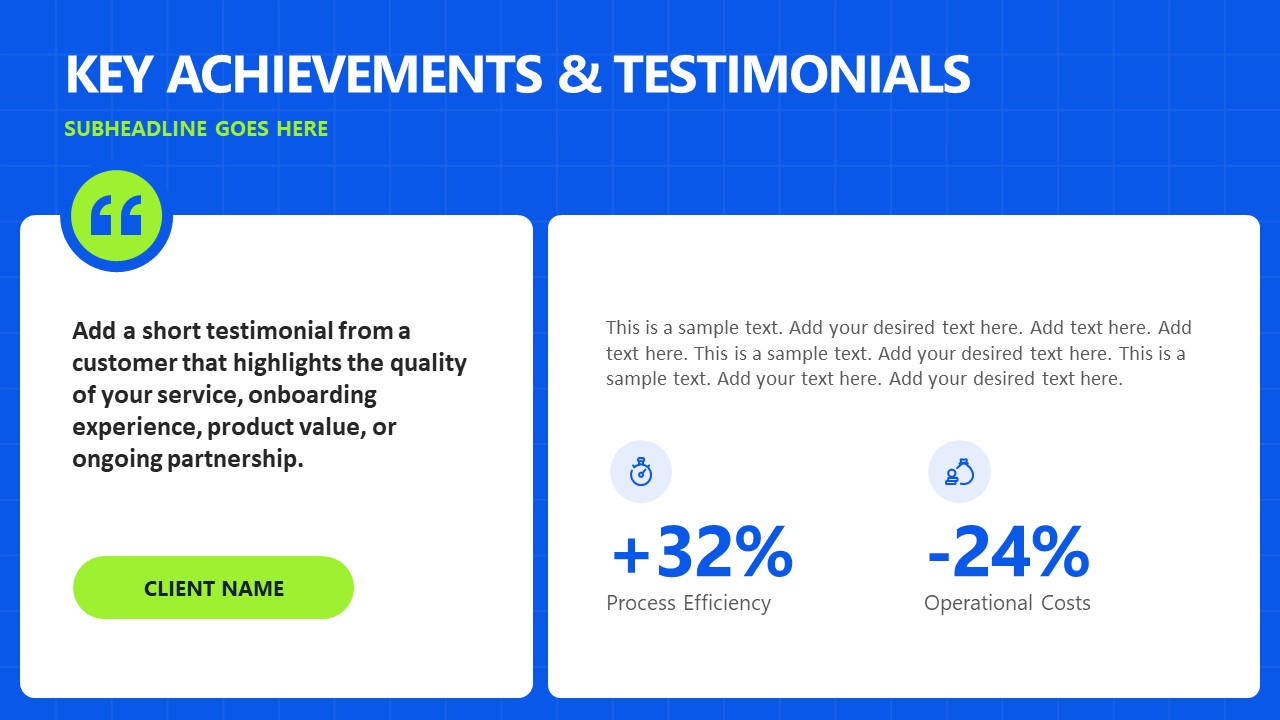 KEY ACHIEVEMENTS & TESTIMONIALS
SUBHEADLINE GOES HERE
Add a short testimonial from a
customer that highlights the quality
of your service, onboarding
experience, product value, or
ongoing partnership.
CLIENT NAME
This is a sample text. Add your desired text here. Add text here. Add
text here. This is a sample text. Add your desired text here. This is a
sample text. Add your text here. Add your desired text here.
+32%
Process Efficiency
-24%
Operational Costs